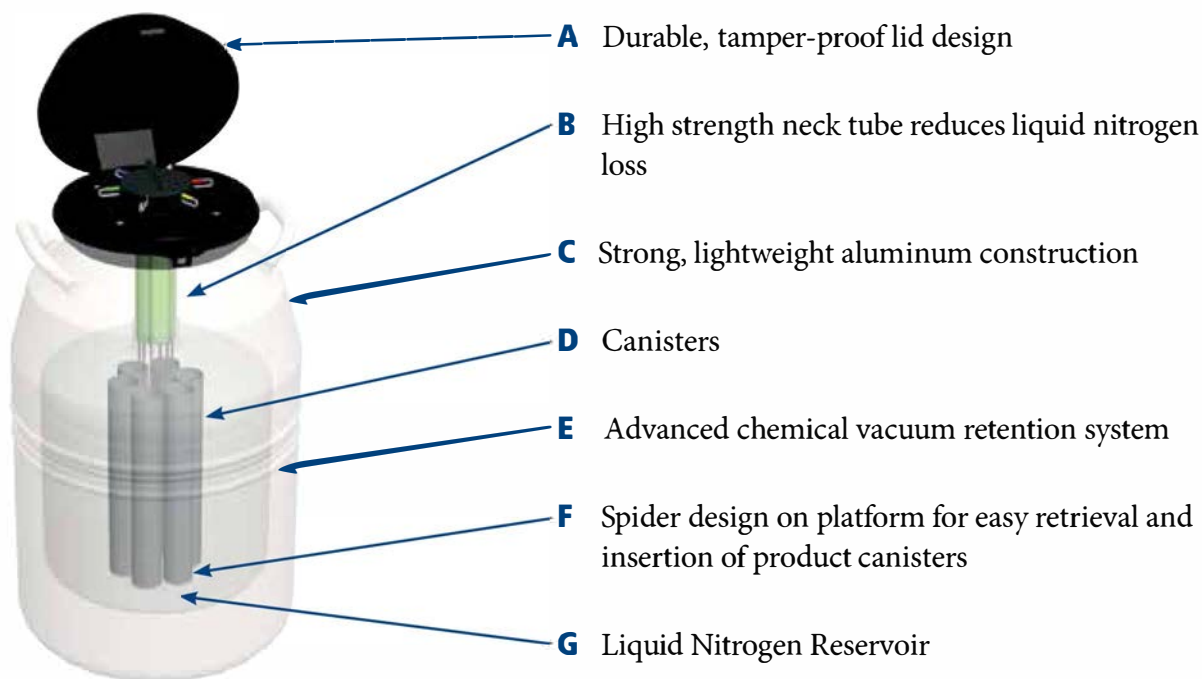 A Durable, tamper-proof lid design
B High strength neck tube reduces liquid nitrogen
loss
C Strong, lightweight aluminum construction
D Canisters
E Advanced chemical vacuum retention system
F Spider design on platform for easy retrieval and
insertion of product canisters
G Liquid Nitrogen Reservoir